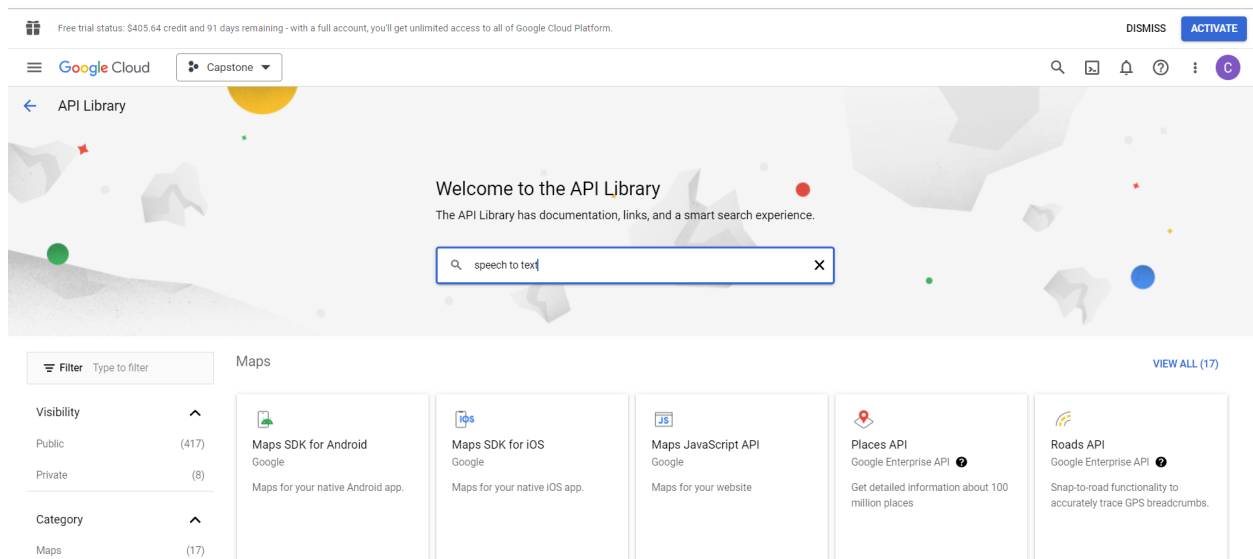 Free trial status: $405.64 credit and 91 days remaining - with a full account, you'll get unlimited access to all of Google Cloud Platform.
DISMISS
ACTIVATE
Google Cloud
Capstone
C
API Library
Welcome to the API Library
The API Library has documentation, links, and a smart search experience.
speech to text
Filter Type to filter
Visibility
Public (417)
Private (8)
Category
Maps (17)
Maps
VIEW ALL (17)
Maps SDK for Android
Google
Maps for your native Android app.
iOS
Maps SDK for iOS
Google
Maps for your native iOS app.
JS
Maps JavaScript API
Google
Maps for your website
Places API
Google Enterprise API
Get detailed information about 100
million places
Roads API
Google Enterprise API
Snap-to-road functionality to
accurately trace GPS breadcrumbs.